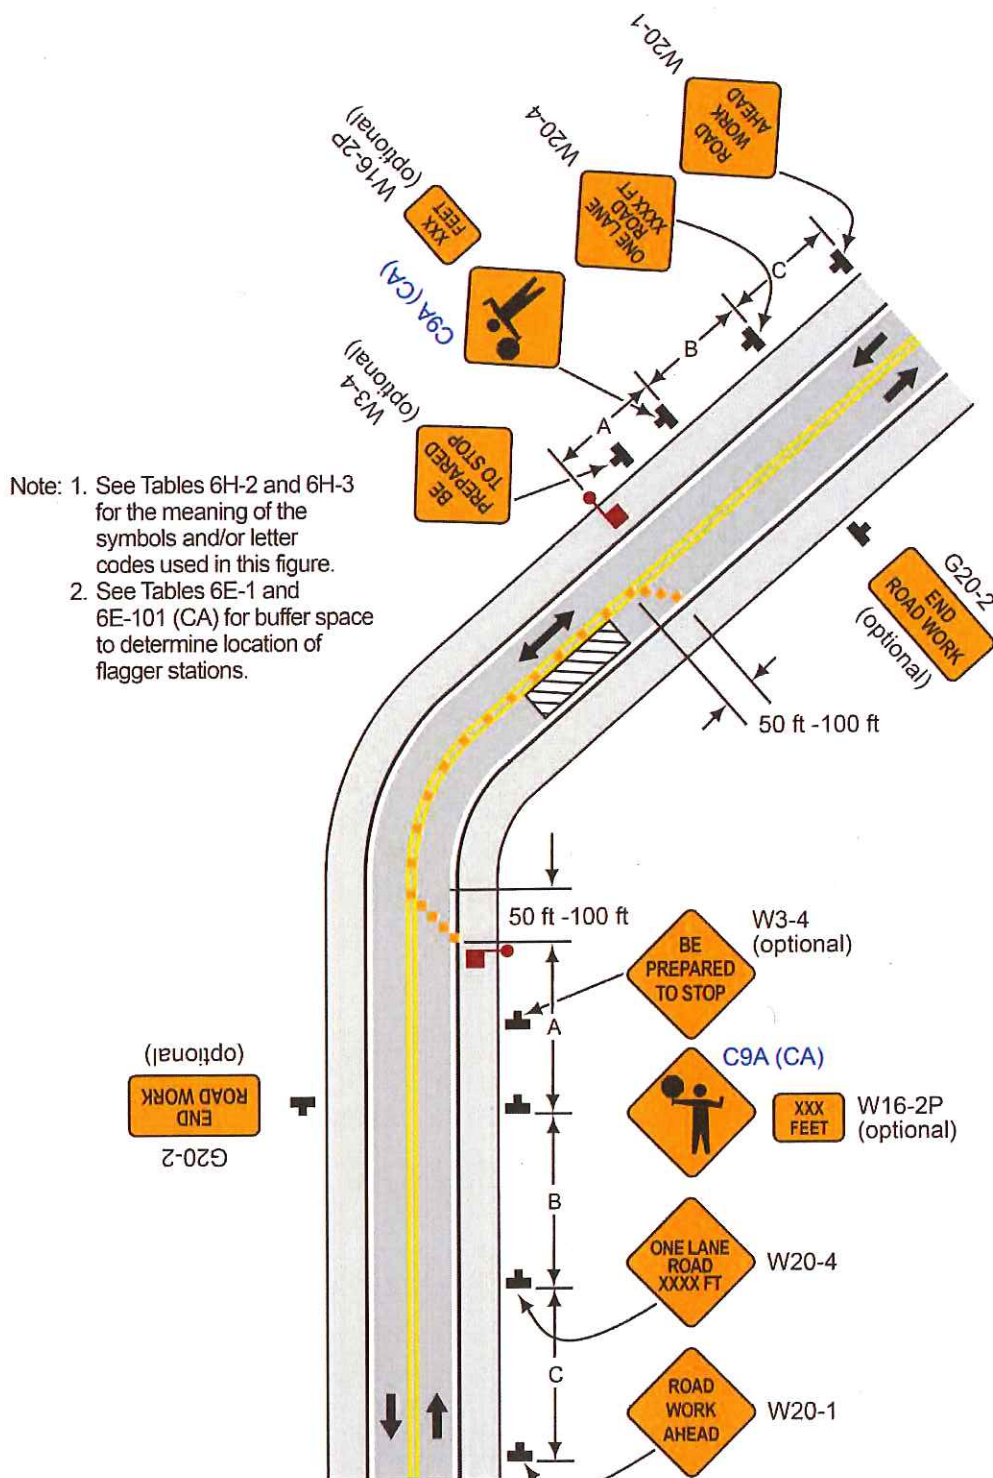 W20-1
ROAD
WORK
AHEAD
W20-4
ONE LANE
ROAD
XXXX FT
W16-2P
(optional)
XXX
FEET
C9A (CA)
W3-4
(optional)
BE
PREPARED
TO STOP
C
B
A
Note: 1. See Tables 6H-2 and 6H-3
for the meaning of the
symbols and/or letter
codes used in this figure.
2. See Tables 6E-1 and
6E-101 (CA) for buffer space
to determine location of
flagger stations.
G20-2
END
ROAD WORK
(optional)
50 ft -100 ft
50 ft -100 ft
BE
PREPARED
TO STOP
W3-4
(optional)
A
C9A (CA)
XXX
FEET
W16-2P
(optional)
G20-2
END
ROAD WORK
(optional)
B
ONE LANE
ROAD
XXXX FT
W20-4
C
ROAD
WORK
AHEAD
W20-1